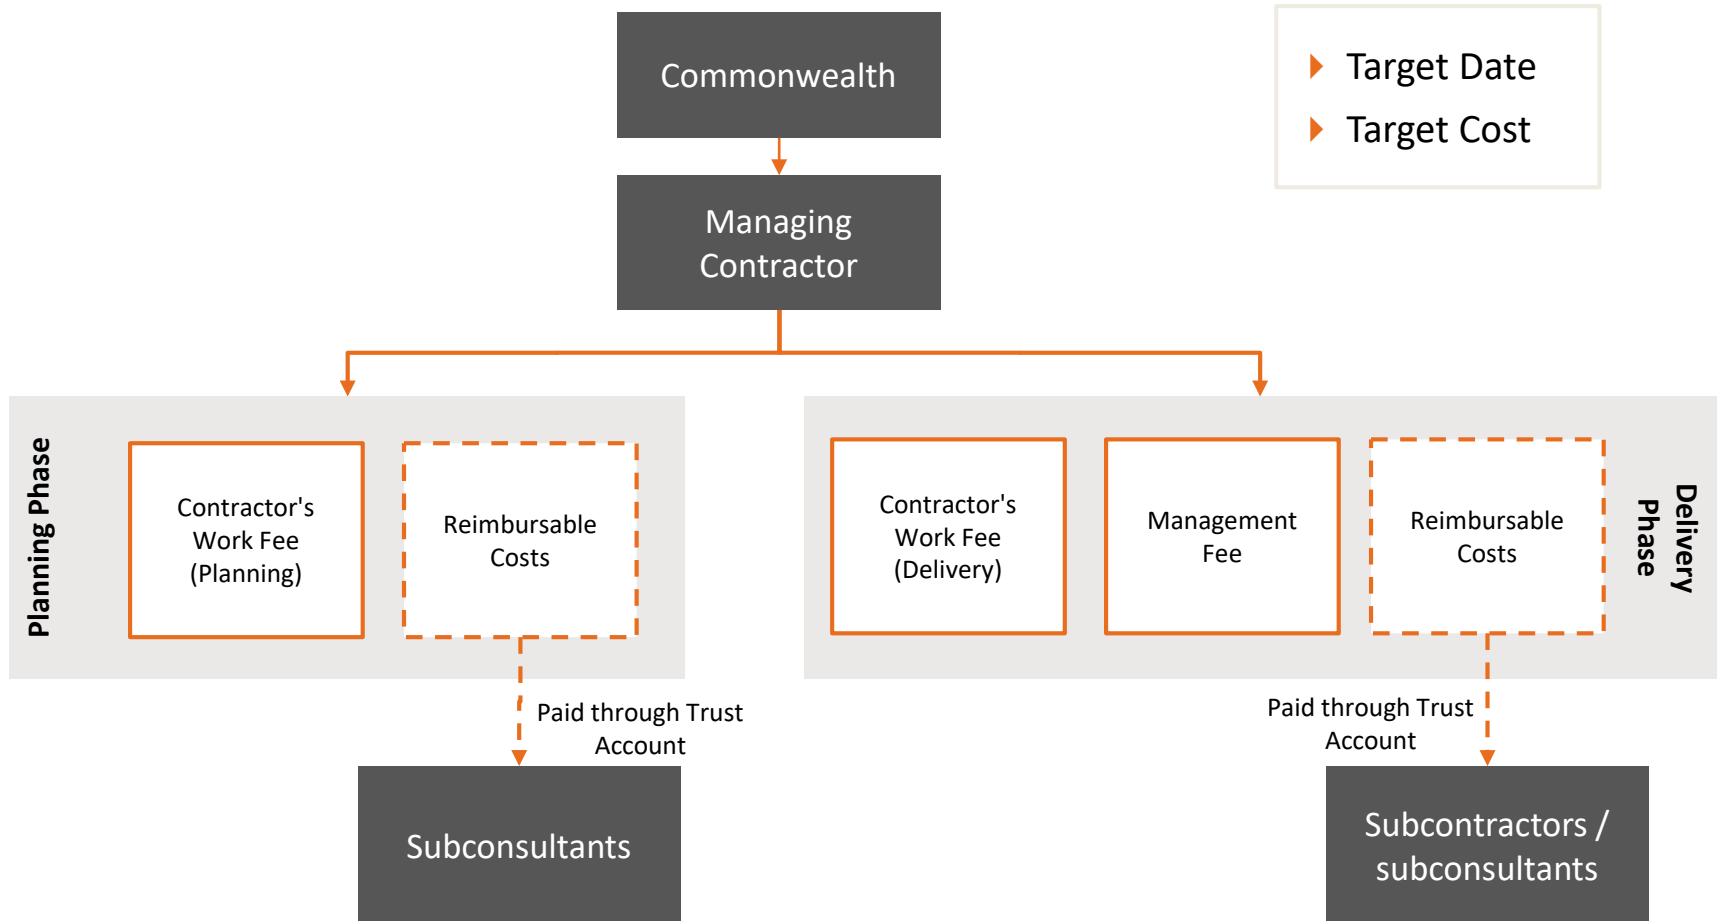 Commonwealth
Target Date
Target Cost
Managing
Contractor
Planning Phase
Contractor's
Work Fee
(Planning)
Reimbursable
Costs
Contractor's
Work Fee
(Delivery)
Management
Fee
Reimbursable
Costs
Delivery
Phase
Paid through Trust
Account
Paid through Trust
Account
Subconsultants
Subcontractors /
subconsultants